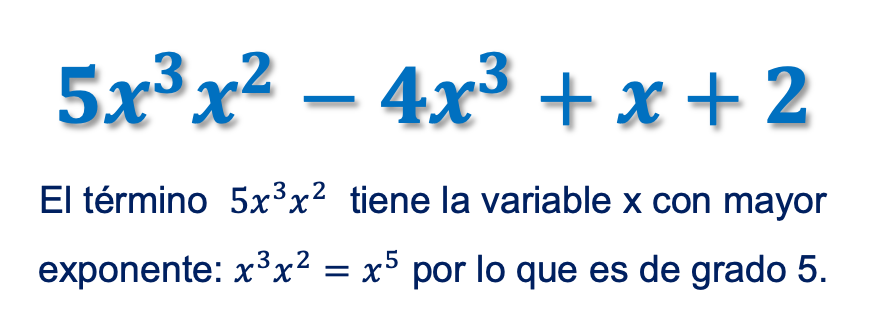 5x³x² − 4x³ + x + 2
El término 5x³x² tiene la variable x con mayor
exponente: x³x² = x⁵ por lo que es de grado 5.